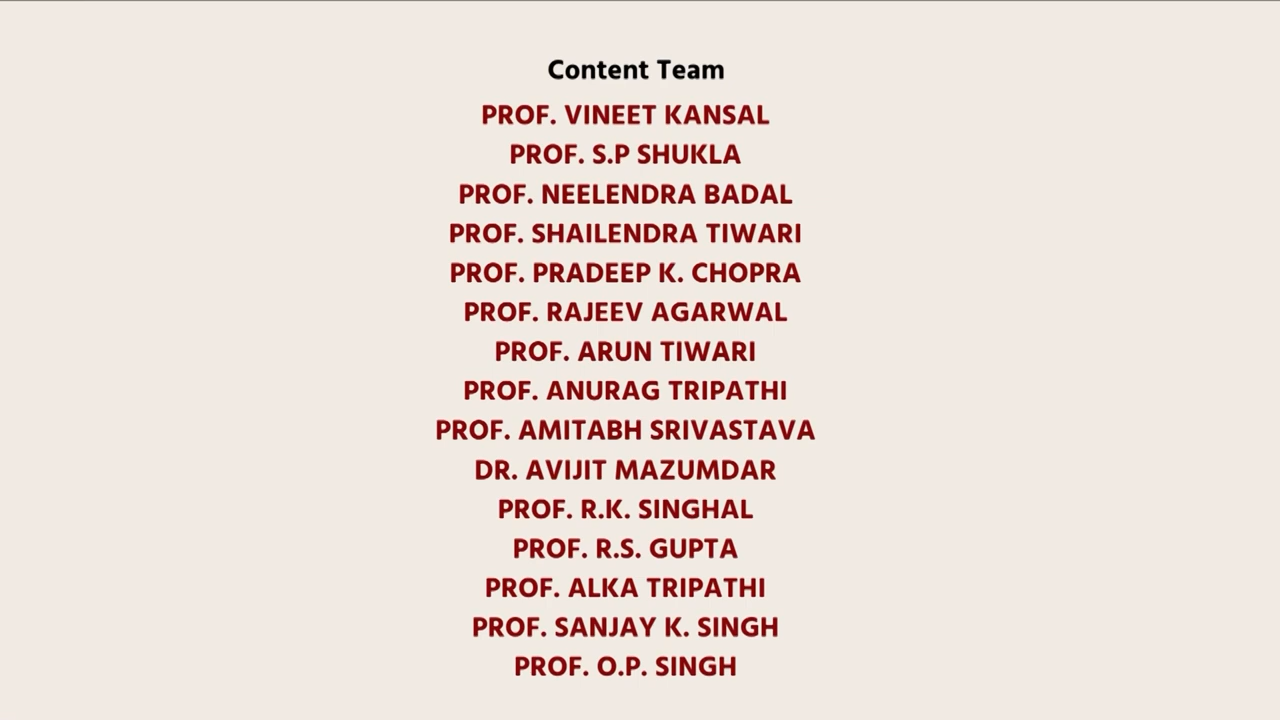 Content Team
PROF. VINEET KANSAL
PROF. S.P SHUKLA
PROF. NEELENDRA BADAL
PROF. SHAILENDRA TIWARI
PROF. PRADEEP K. CHOPRA
PROF. RAJEEV AGARWAL
PROF. ARUN TIWARI
PROF. ANURAG TRIPATHI
PROF. AMITABH SRIVASTAVA
DR. AVIJIT MAZUMDAR
PROF. R.K. SINGHAL
PROF. R.S. GUPTA
PROF. ALKA TRIPATHI
PROF. SANJAY K. SINGH
PROF. O.P. SINGH